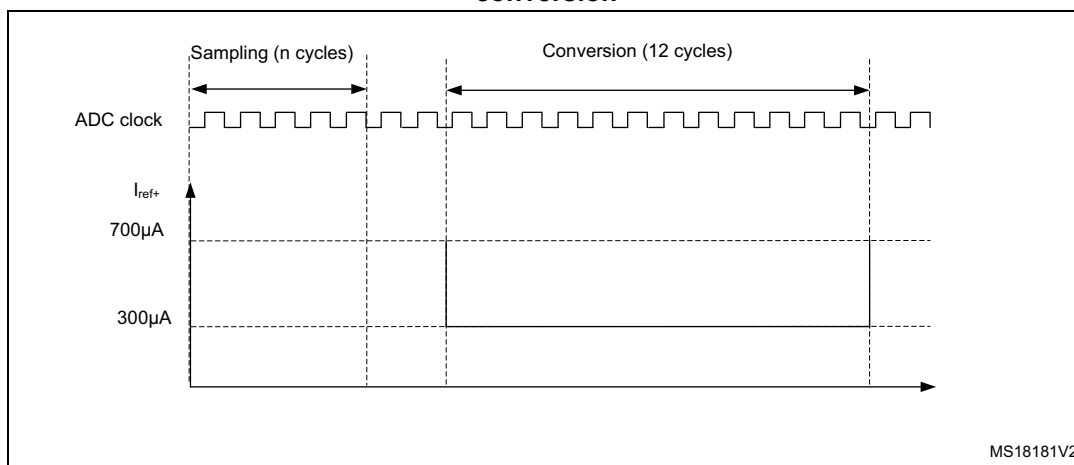 conversion
Sampling (n cycles)
Conversion (12 cycles)
ADC clock
Iref+
700µA
300µA
MS18181V2